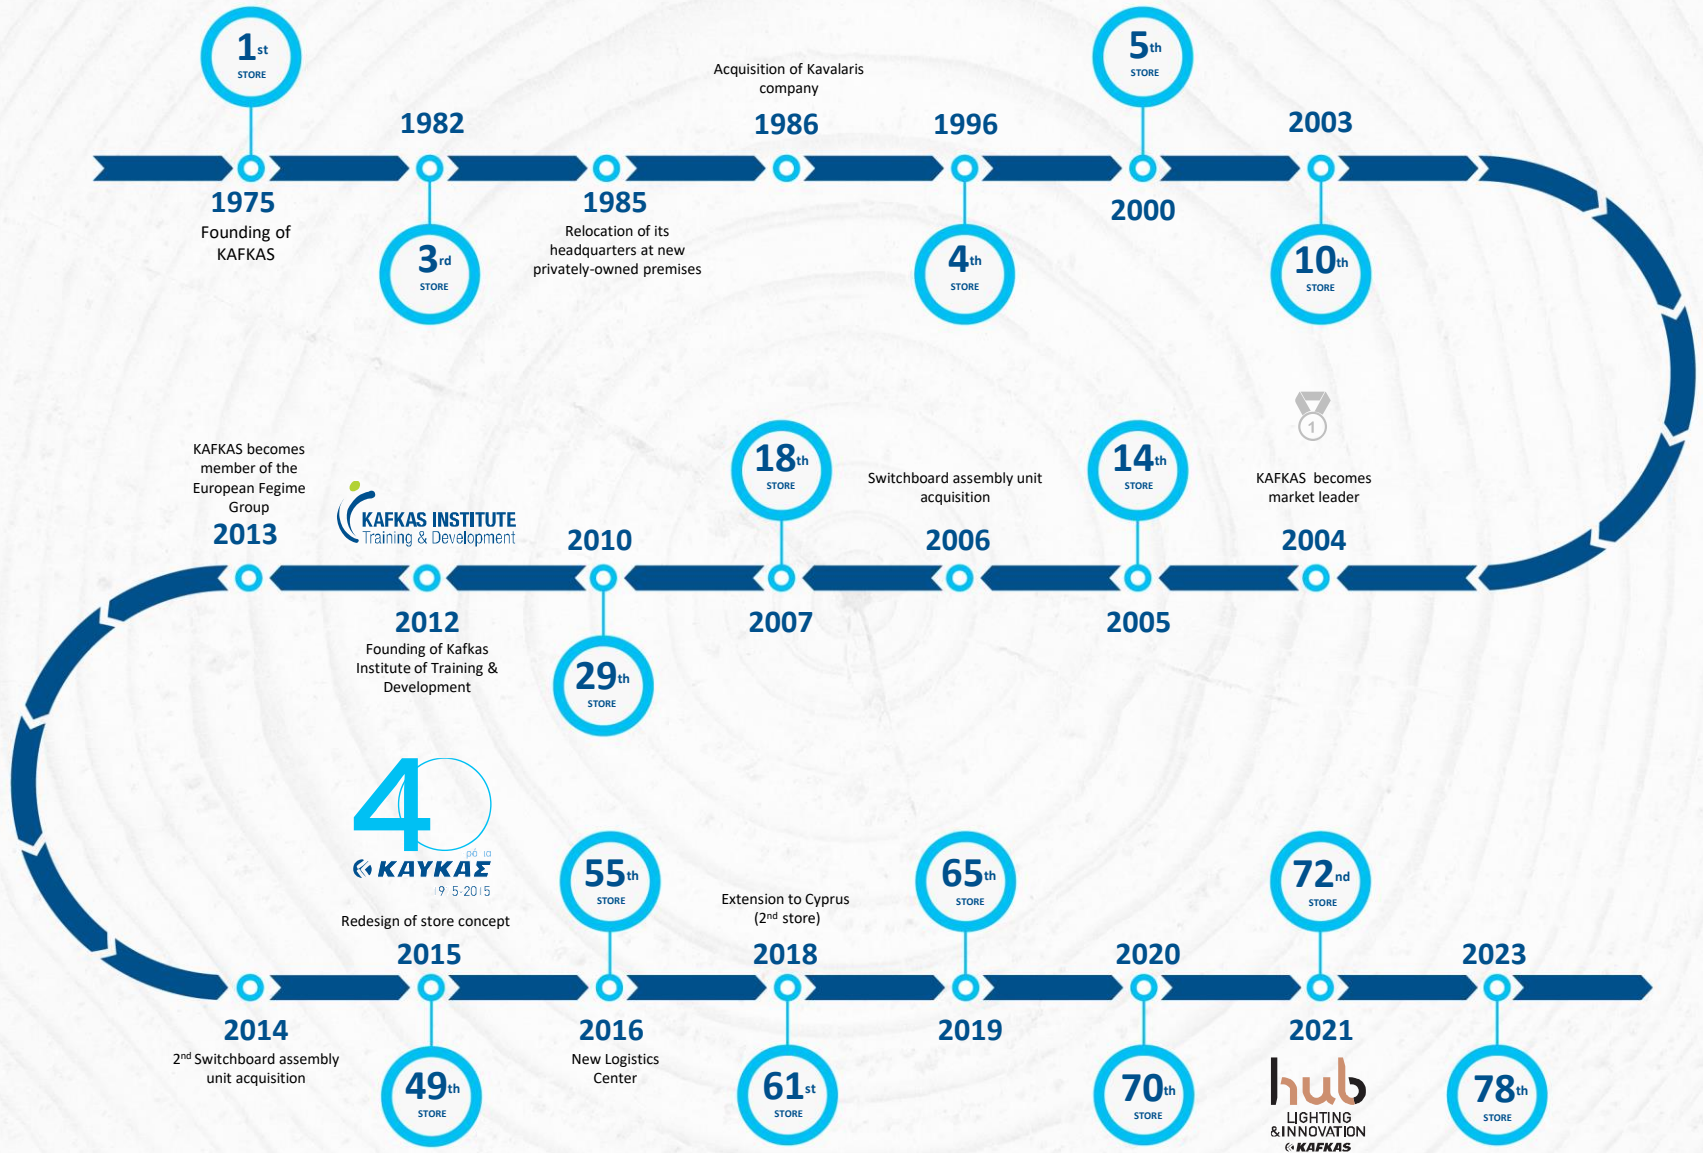 1st
STORE
1975
Founding of
KAFKAS
1982
3rd
STORE
1985
Relocation of its
headquarters at new
privately-owned premises
Acquisition of Kavalaris
company
1986
1996
4th
STORE
5th
STORE
2000
2003
10th
STORE
1
KAFKAS becomes
market leader
2004
14th
STORE
2005
Switchboard assembly unit
acquisition
2006
18th
STORE
2007
2010
29th
STORE
KAFKAS INSTITUTE
Training & Development
2012
Founding of Kafkas
Institute of Training &
Development
KAFKAS becomes
member of the
European Fegime
Group
2013
2014
2nd Switchboard assembly
unit acquisition
40
ΚΑΥΚΑΣ
Redesign of store concept
2015
49th
STORE
55th
STORE
2016
New Logistics
Center
Extension to Cyprus
(2nd store)
2018
61st
STORE
65th
STORE
2019
2020
70th
STORE
72nd
STORE
2021
hub
LIGHTING
&INNOVATION
KAFKAS
2023
78th
STORE